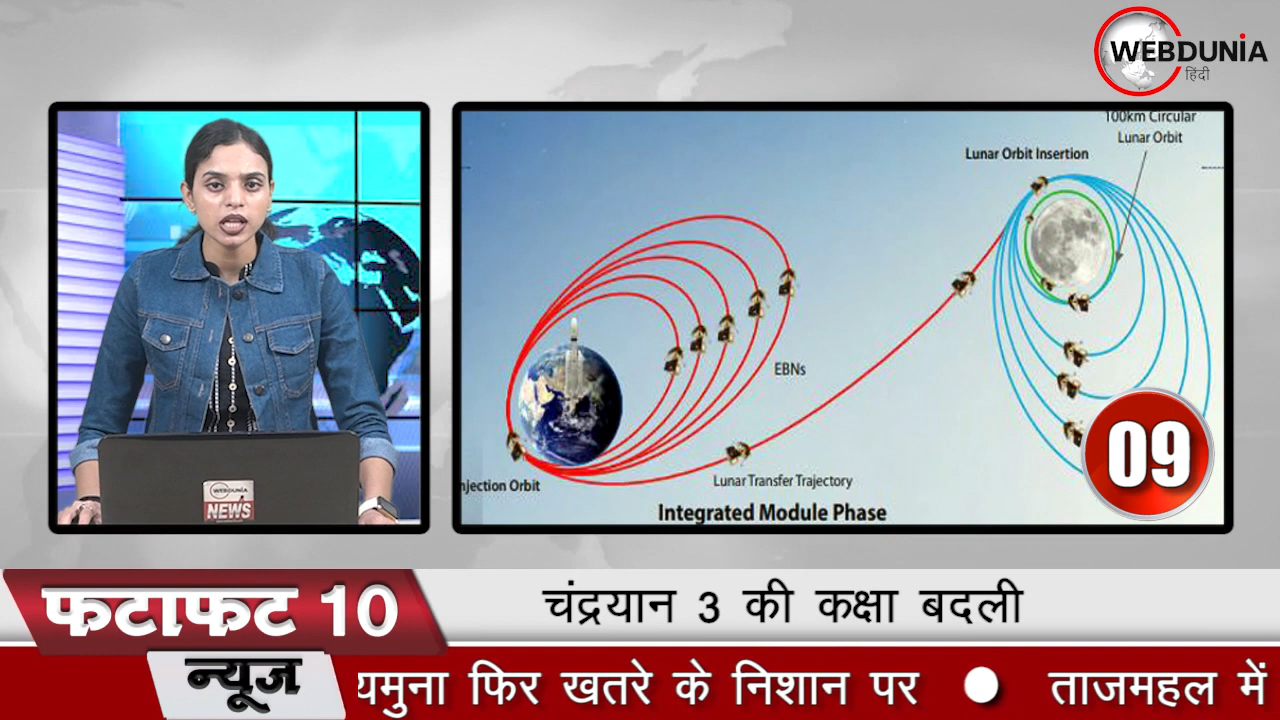 WEBDUNIA
हिंदी
100km Circular
Lunar Orbit
Lunar Orbit Insertion
EBNs
Lunar Transfer Trajectory
Orbit
Integrated Module Phase
09
WEBDUNIA
NEWS
फटाफट 10
न्यूज
चंद्रयान 3 की कक्षा बदली
यमुना फिर खतरे के निशान पर ● ताजमहल में